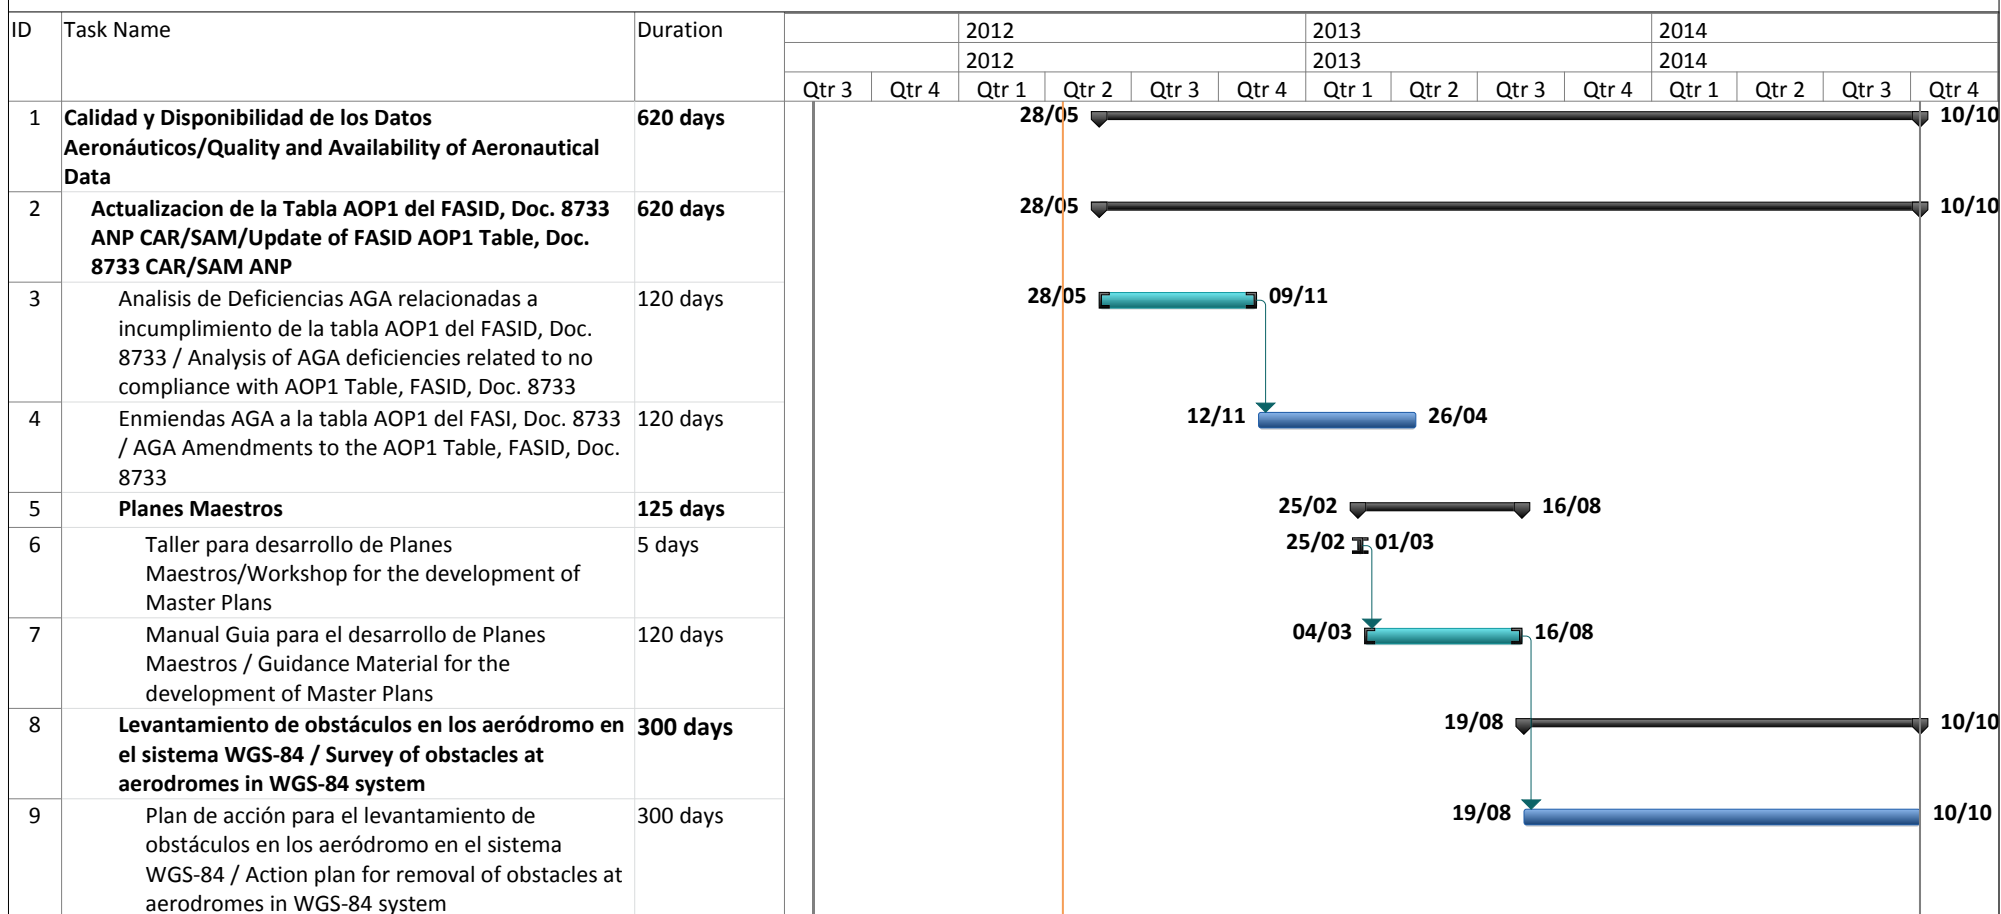 ID Task Name Duration 2012 2013 2014
2012 2013 2014
Qtr 3 Qtr 4 Qtr 1 Qtr 2 Qtr 3 Qtr 4 Qtr 1 Qtr 2 Qtr 3 Qtr 4 Qtr 1 Qtr 2 Qtr 3 Qtr 4
1 Calidad y Disponibilidad de los Datos 620 days 28/05 10/10
Aeronáuticos/Quality and Availability of Aeronautical
Data
2 Actualizacion de la Tabla AOP1 del FASID, Doc. 8733 620 days 28/05 10/10
ANP CAR/SAM/Update of FASID AOP1 Table, Doc.
8733 CAR/SAM ANP
3 Analisis de Deficiencias AGA relacionadas a 120 days 28/05 09/11
incumplimiento de la tabla AOP1 del FASID, Doc.
8733 / Analysis of AGA deficiencies related to no
compliance with AOP1 Table, FASID, Doc. 8733
4 Enmiendas AGA a la tabla AOP1 del FASI, Doc. 8733 120 days 12/11 26/04
/ AGA Amendments to the AOP1 Table, FASID, Doc.
8733
5 Planes Maestros 125 days 25/02 16/08
6 Taller para desarrollo de Planes 5 days 25/02 01/03
Maestros/Workshop for the development of
Master Plans
7 Manual Guia para el desarrollo de Planes 120 days 04/03 16/08
Maestros / Guidance Material for the
development of Master Plans
8 Levantamiento de obstáculos en los aeródromo en 300 days 19/08 10/10
el sistema WGS-84 / Survey of obstacles at
aerodromes in WGS-84 system
9 Plan de acción para el levantamiento de 300 days 19/08 10/10
obstáculos en los aeródromo en el sistema
WGS-84 / Action plan for removal of obstacles at
aerodromes in WGS-84 system